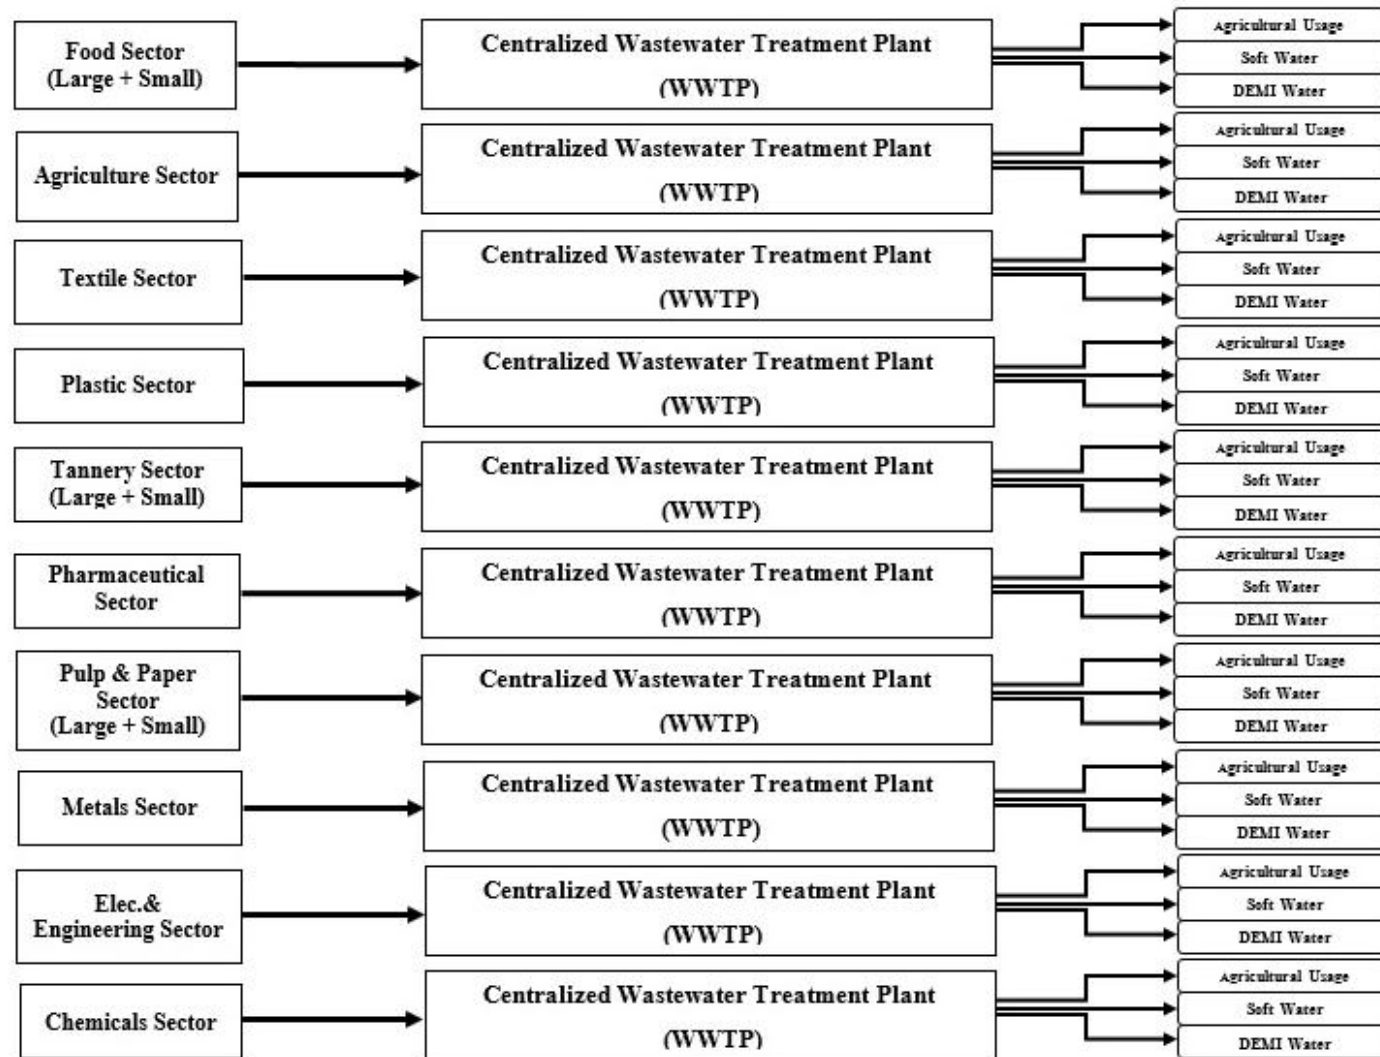 Food Sector
(Large + Small)
Centralized Wastewater Treatment Plant
(WWTP)
Agricultural Usage
Soft Water
DEMI Water
Agriculture Sector
Centralized Wastewater Treatment Plant
(WWTP)
Agricultural Usage
Soft Water
DEMI Water
Textile Sector
Centralized Wastewater Treatment Plant
(WWTP)
Agricultural Usage
Soft Water
DEMI Water
Plastic Sector
Centralized Wastewater Treatment Plant
(WWTP)
Agricultural Usage
Soft Water
DEMI Water
Tannery Sector
(Large + Small)
Centralized Wastewater Treatment Plant
(WWTP)
Agricultural Usage
Soft Water
DEMI Water
Pharmaceutical
Sector
Centralized Wastewater Treatment Plant
(WWTP)
Agricultural Usage
Soft Water
DEMI Water
Pulp & Paper
Sector
(Large + Small)
Centralized Wastewater Treatment Plant
(WWTP)
Agricultural Usage
Soft Water
DEMI Water
Metals Sector
Centralized Wastewater Treatment Plant
(WWTP)
Agricultural Usage
Soft Water
DEMI Water
Elec.&
Engineering Sector
Centralized Wastewater Treatment Plant
(WWTP)
Agricultural Usage
Soft Water
DEMI Water
Chemicals Sector
Centralized Wastewater Treatment Plant
(WWTP)
Agricultural Usage
Soft Water
DEMI Water